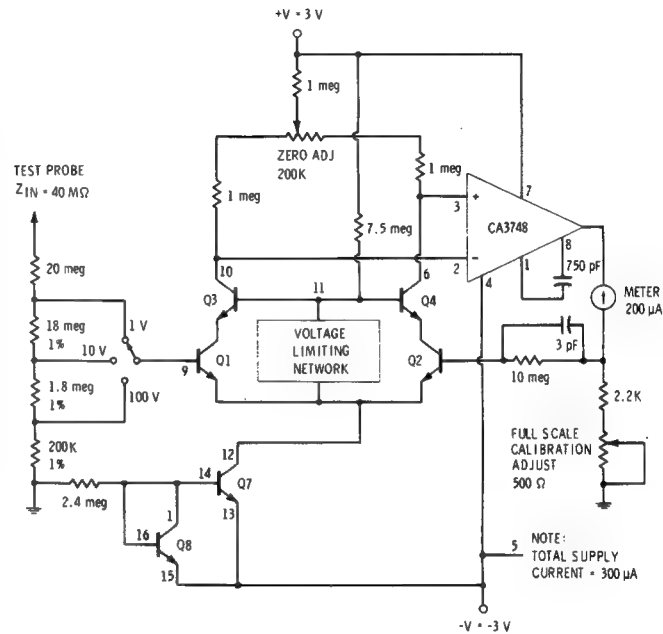 +V = 3 V
1 meg
ZERO ADJ
200K
1 meg
1 meg
TEST PROBE
ZIN = 40 MΩ
7.5 meg
3
+
CA3748
7
2
−
8
1
4
750 pF
10
11
6
20 meg
Q3
Q4
METER
200 µA
18 meg
1%
1 V
10 V
VOLTAGE
LIMITING
NETWORK
9
Q1
Q2
3 pF
10 meg
1.8 meg
1%
100 V
2.2K
200K
1%
12
FULL SCALE
CALIBRATION
ADJUST
500 Ω
14
Q7
2.4 meg
13
1
16
Q8
15
5
NOTE:
TOTAL SUPPLY
CURRENT = 300 µA
-V = -3 V